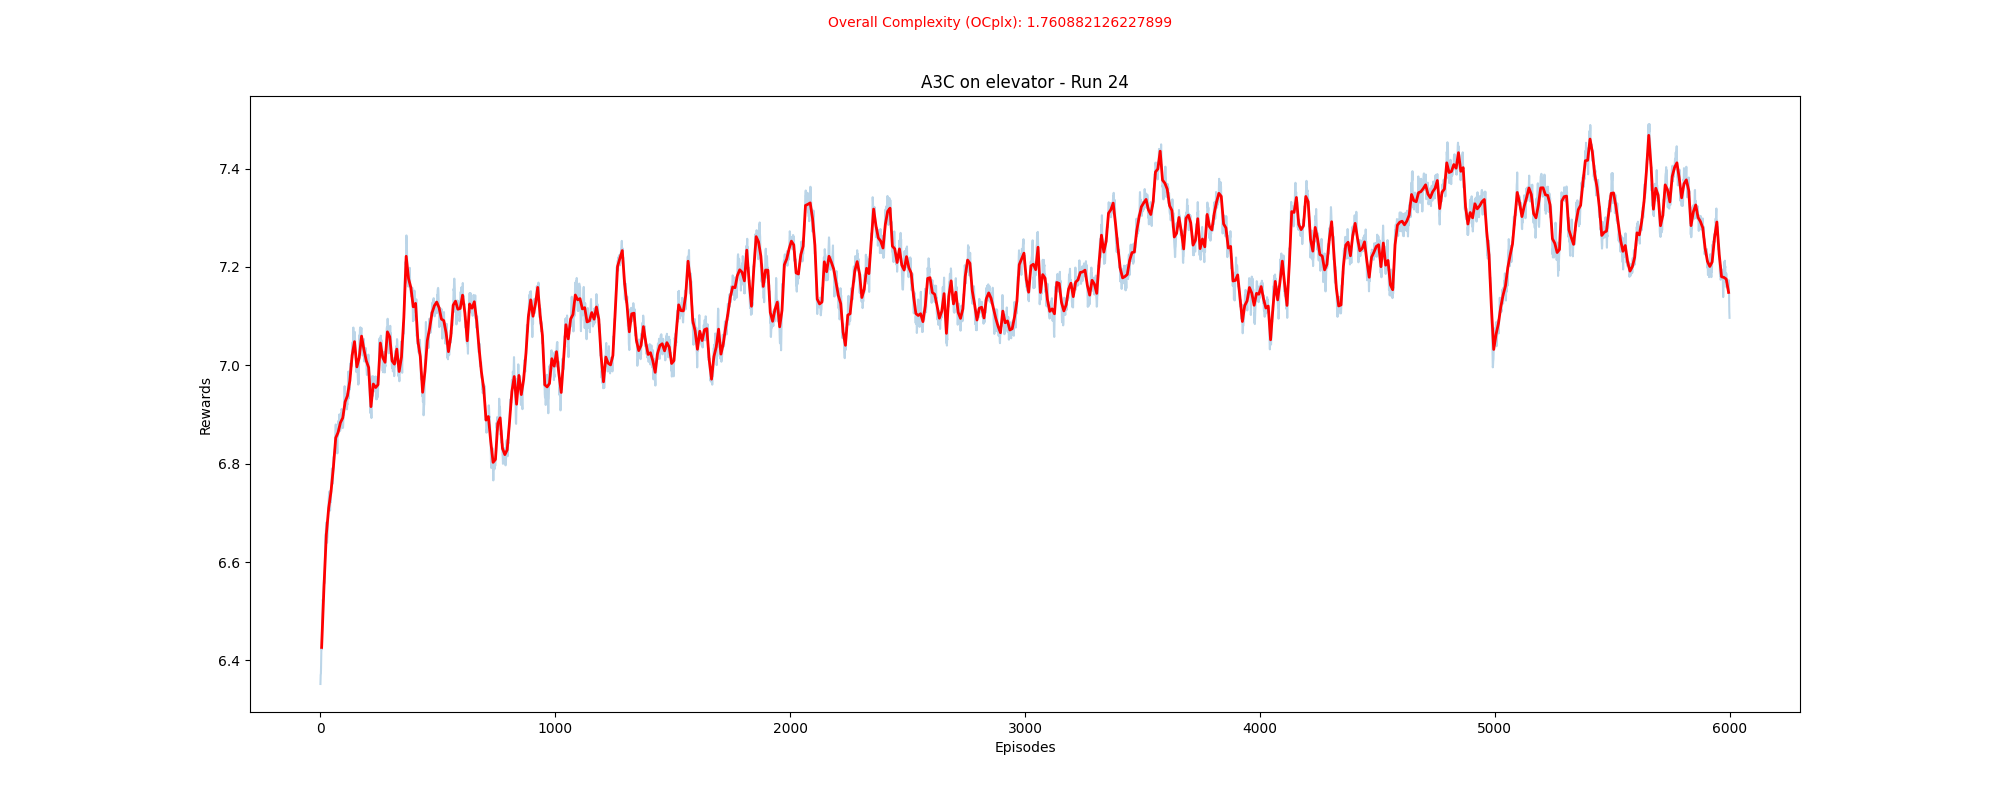 Overall Complexity (OCplx): 1.760882126227899
A3C on elevator - Run 24
7.4
7.2
7.0
6.8
6.6
6.4
Rewards
0 1000 2000 3000 4000 5000 6000
Episodes